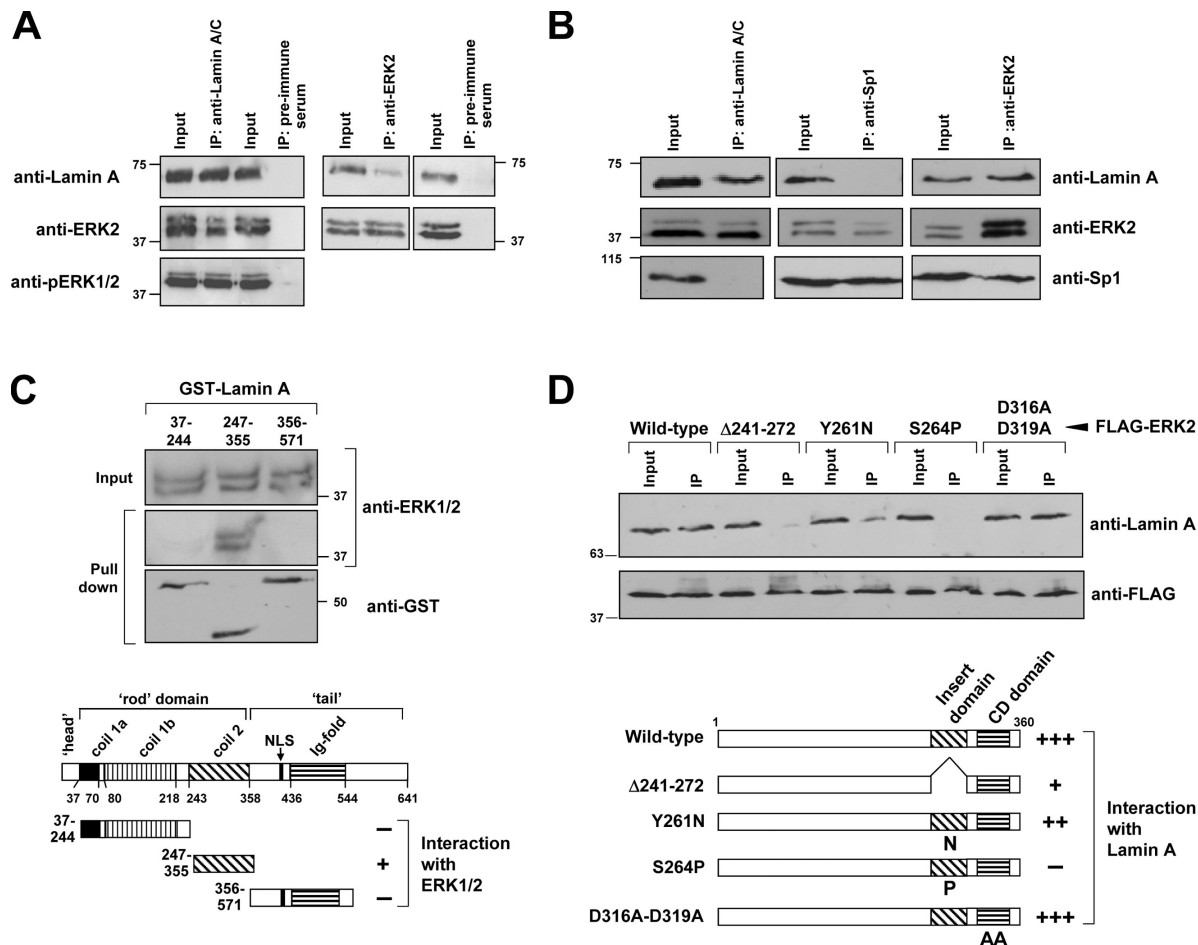 A
Input
IP: anti-Lamin A/C
Input
IP: pre-immune serum
Input
IP: anti-ERK2
Input
IP: pre-immune serum
75
75
anti-Lamin A
anti-ERK2
37
37
anti-pERK1/2
37
B
Input
IP: anti-Lamin A/C
Input
IP: anti-Sp1
Input
IP :anti-ERK2
75
anti-Lamin A
37
anti-ERK2
115
anti-Sp1
C
GST-Lamin A
37-244
247-355
356-571
Input
37
anti-ERK1/2
Pull down
37
50
anti-GST
'head'
'rod' domain
'tail'
coil 1a
coil 1b
coil 2
NLS
Ig-fold
37 70 80 218 243 358 436 544 641
37-244
–
247-355
+
356-571
–
Interaction with ERK1/2
D
Wild-type
Δ241-272
Y261N
S264P
D316A
D319A
FLAG-ERK2
Input IP Input IP Input IP Input IP Input IP
anti-Lamin A
63
anti-FLAG
37
Insert domain
CD domain
1
360
Wild-type
+++
Δ241-272
+
Y261N
++
N
S264P
–
P
D316A-D319A
+++
AA
Interaction with Lamin A